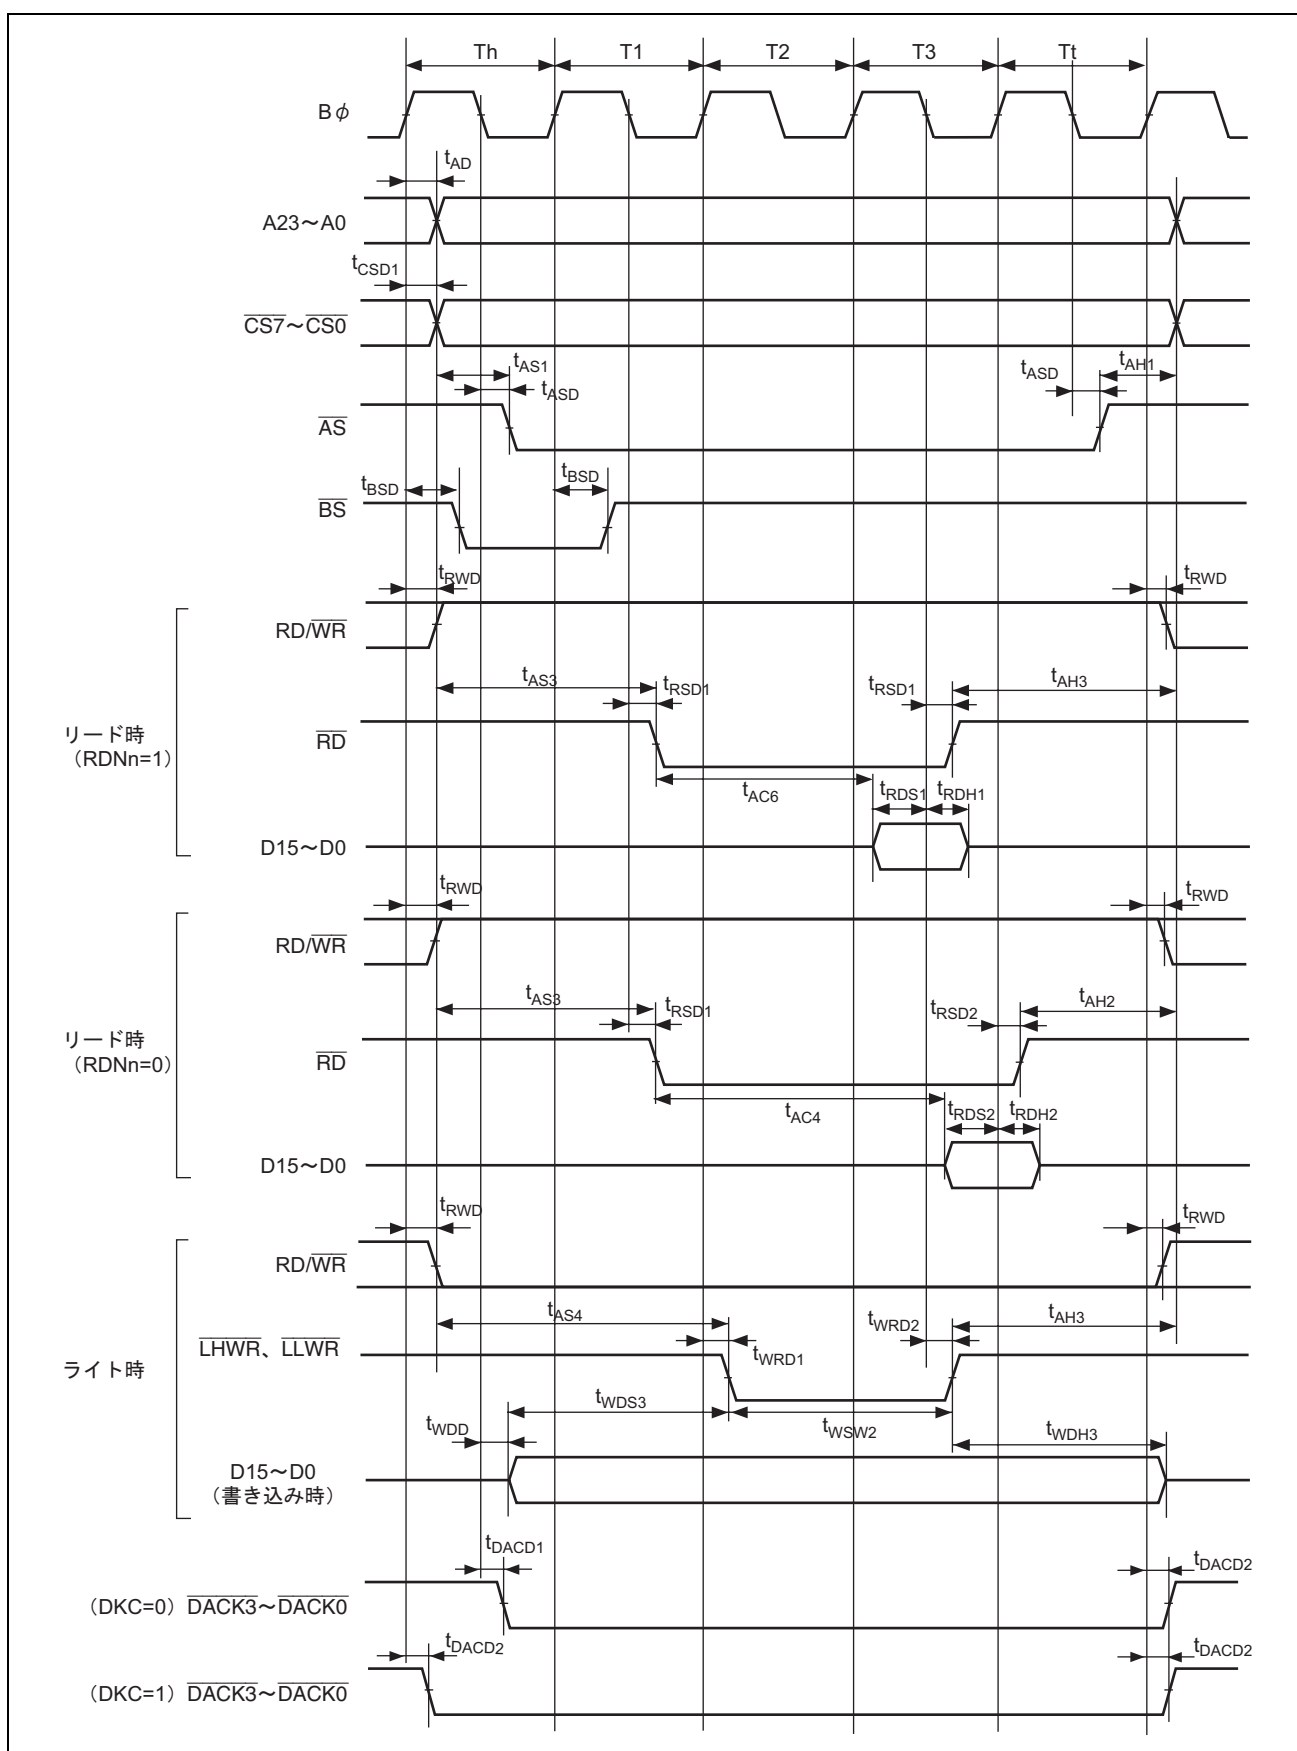 Th T1 T2 T3 Tt
Bφ
tAD
A23～A0
tCSD1
CS7～CS0
tAS1
tASD
tASD
tAH1
AS
tBSD
tBSD
BS
tRWD
tRWD
RD/WR
tAS3
tRSD1
tRSD1
tAH3
リード時
（RDNn=1）
RD
tAC6
tRDS1
tRDH1
D15～D0
tRWD
tRWD
RD/WR
tAS3
tRSD1
tRSD2
tAH2
リード時
（RDNn=0）
RD
tAC4
tRDS2
tRDH2
D15～D0
tRWD
tRWD
RD/WR
tAS4
tWRD2
tAH3
LHWR、LLWR
tWRD1
ライト時
tWDS3
tWSW2
tWDD
tWDH3
D15～D0
（書き込み時）
tDACD1
tDACD2
（DKC=0）DACK3～DACK0
tDACD2
tDACD2
（DKC=1）DACK3～DACK0